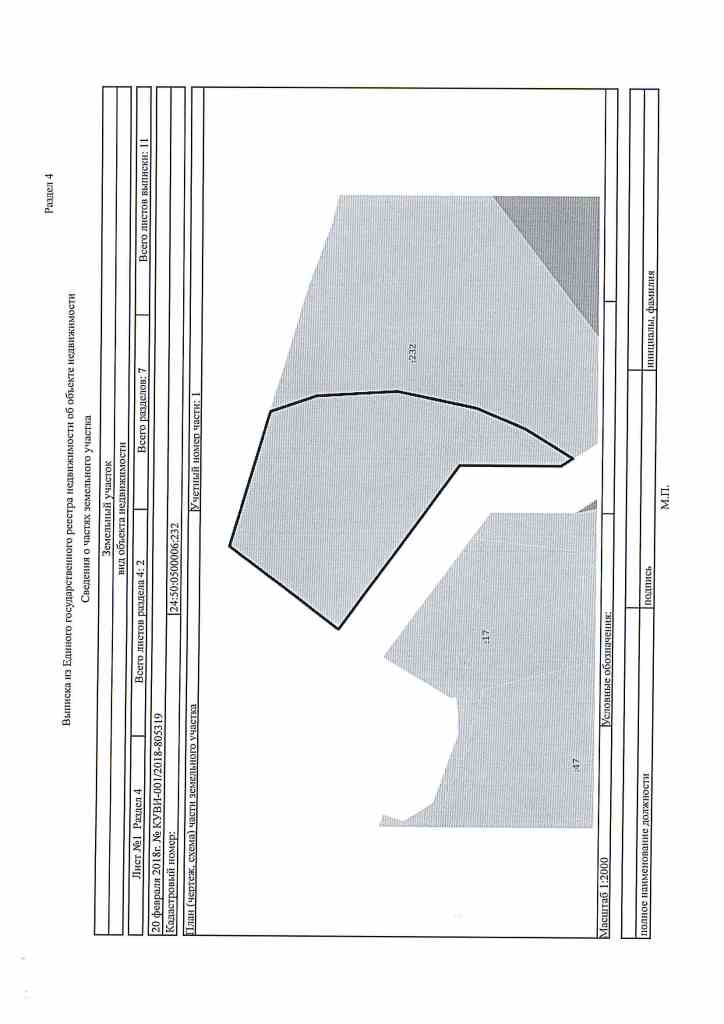 Раздел 4
Выписка из Единого государственного реестра недвижимости об объекте недвижимости
Сведения о частях земельного участка
Земельный участок
вид объекта недвижимости
Лист №1 Раздел 4 Всего листов раздела 4: 2 Всего разделов: 7 Всего листов выписки: 11
20 февраля 2018г. № КУВИ-001/2018-805319
Кадастровый номер: 24:50:0500006:232
План (чертеж, схема) части земельного участка Учетный номер части: 1
:232
:17
:47
Масштаб 1:2000 Условные обозначения:
полное наименование должности подпись инициалы, фамилия
М.П.